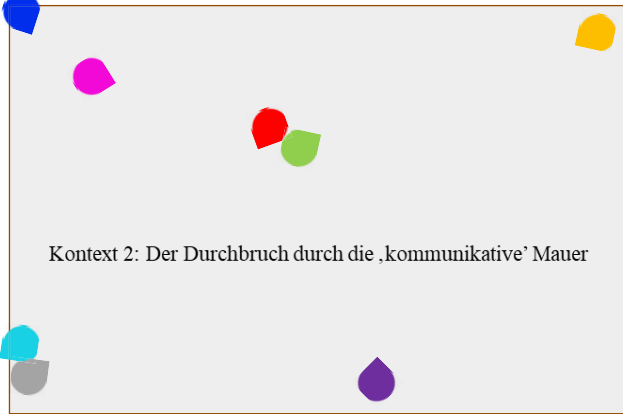 Kontext 2: Der Durchbruch durch die ‚kommunikative’ Mauer